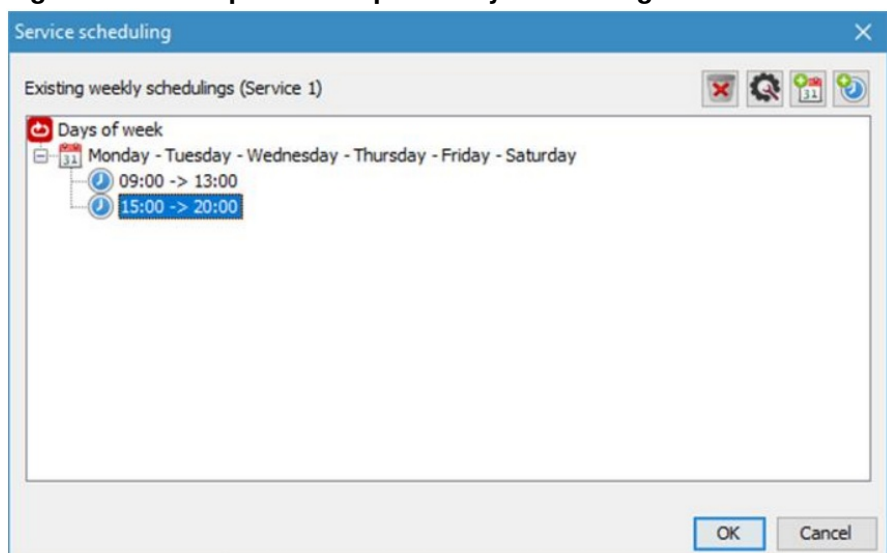 Service scheduling
Existing weekly schedulings (Service 1)
Days of week
Monday - Tuesday - Wednesday - Thursday - Friday - Saturday
09:00 -> 13:00
15:00 -> 20:00
OK Cancel